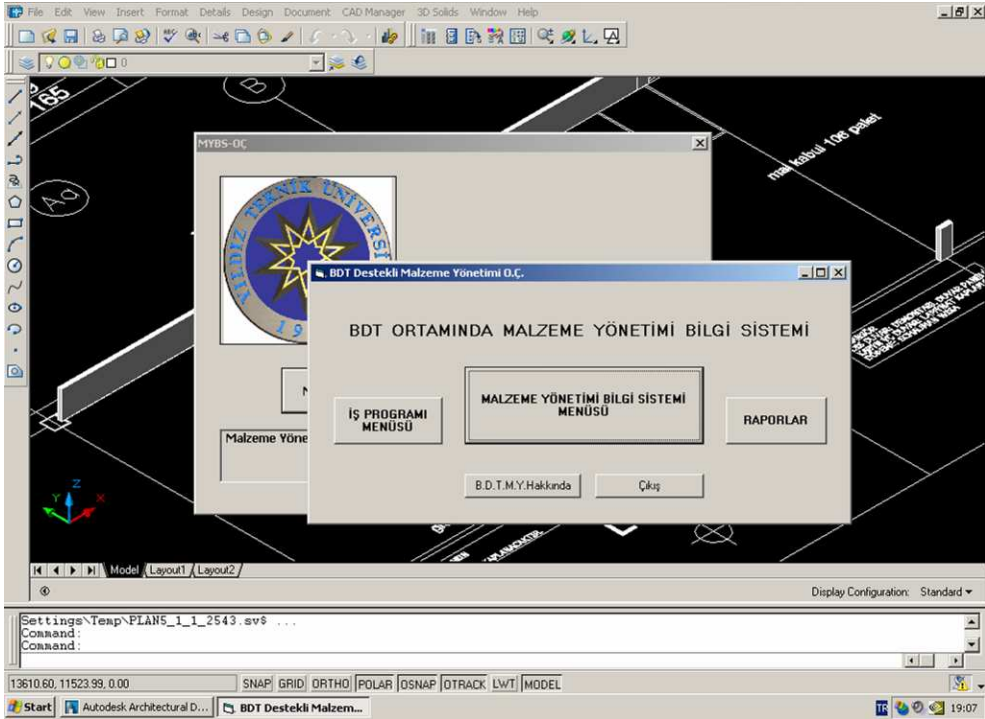 File Edit View Insert Format Details Design Document CAD Manager 3D Solids Window Help
0
165
B
Ag
mal kabul 106 palet
MYBS-OÇ
YILDIZ TEKNİK ÜNİVERSİ
19
BDT Destekli Malzeme Yönetimi O.Ç.
BDT ORTAMINDA MALZEME YÖNETİMİ BİLGİ SİSTEMİ
İŞ PROGRAMI
MENÜSÜ
MALZEME YÖNETİMİ BİLGİ SİSTEMİ
MENÜSÜ
RAPORLAR
B.D.T.M.Y.Hakkında
Çıkış
Malzeme Yöne
Z
Y
X
Model Layout1 Layout2
Display Configuration: Standard
Settings\Temp\PLAN5_1_1_2543.sv$ ...
Command:
Command:
13610.60, 11523.99, 0.00 SNAP GRID ORTHO POLAR OSNAP OTRACK LWT MODEL
Start Autodesk Architectural D... BDT Destekli Malzem... TR 19:07